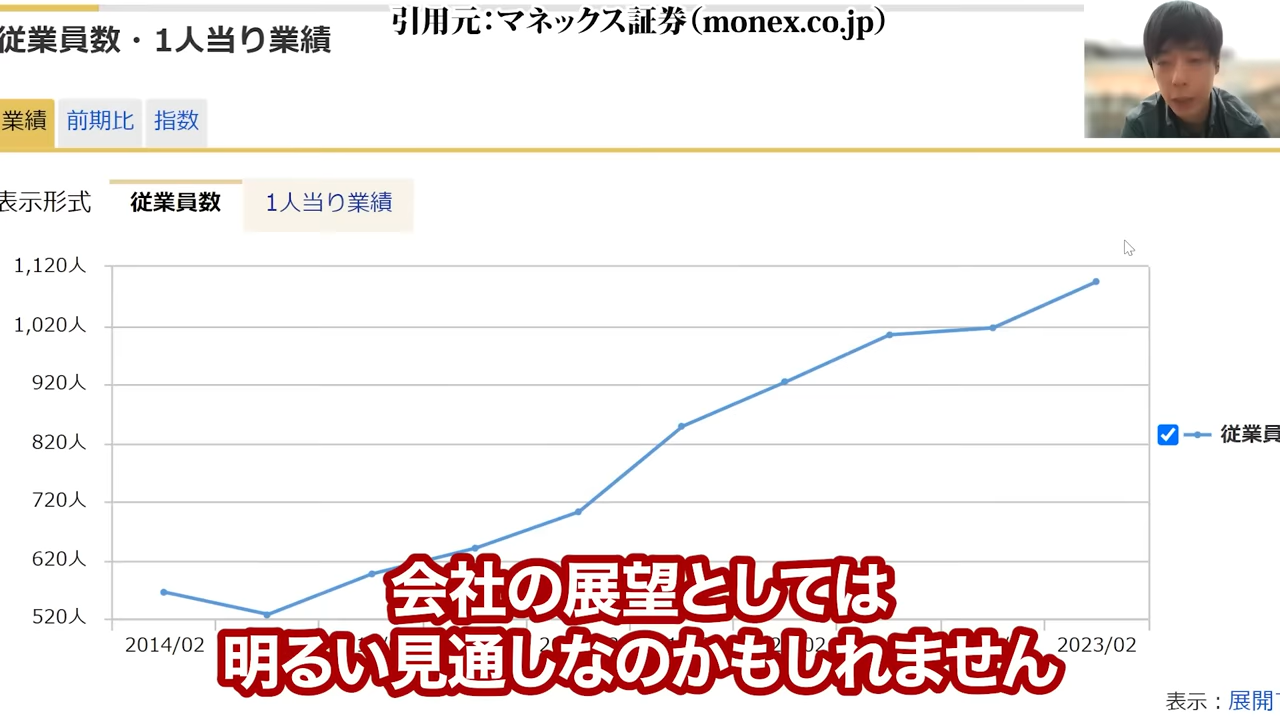 引用元：マネックス証券（monex.co.jp）
従業員数・1人当り業績
業績
前期比
指数
表示形式
従業員数
1人当り業績
1,120人
1,020人
920人
820人
720人
620人
520人
従業員
2014/02
2023/02
会社の展望としては
明るい見通しなのかもしれません
表示：展開